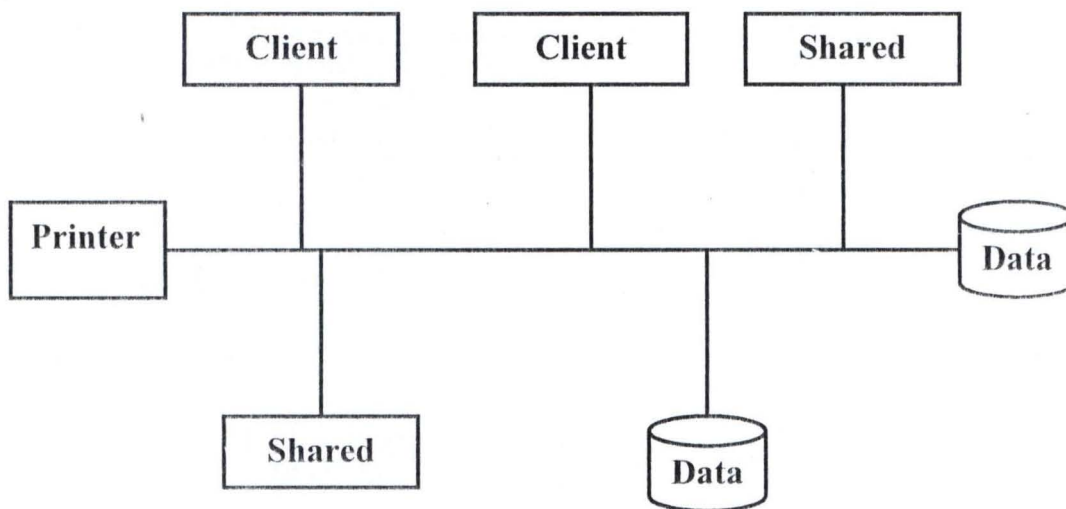 Client
Client
Shared
Printer
Data
Shared
Data